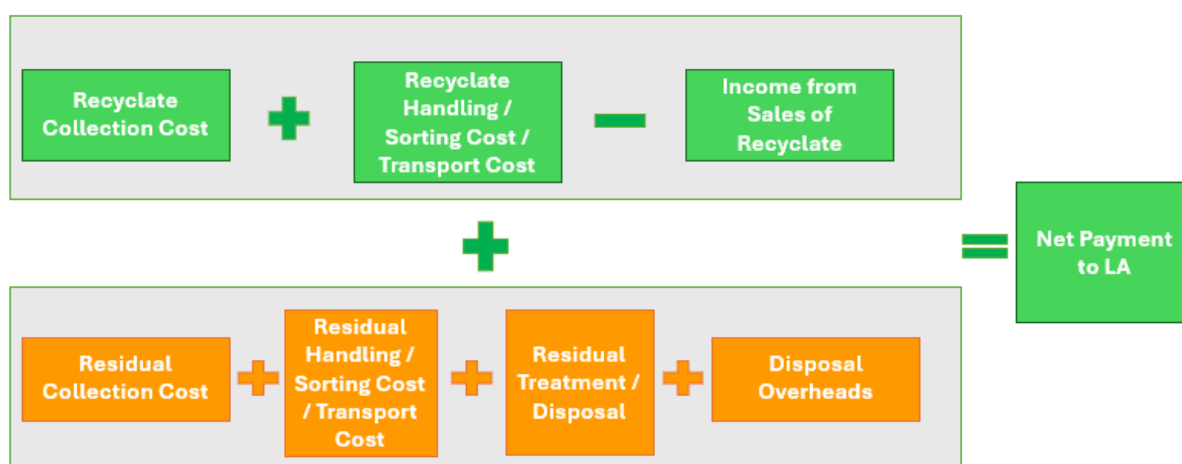 Recyclate
Collection Cost
Recyclate
Handling /
Sorting Cost /
Transport Cost
Income from
Sales of
Recyclate
Net Payment
to LA
Residual
Collection Cost
Residual
Handling /
Sorting Cost
/ Transport
Cost
Residual
Treatment /
Disposal
Disposal
Overheads